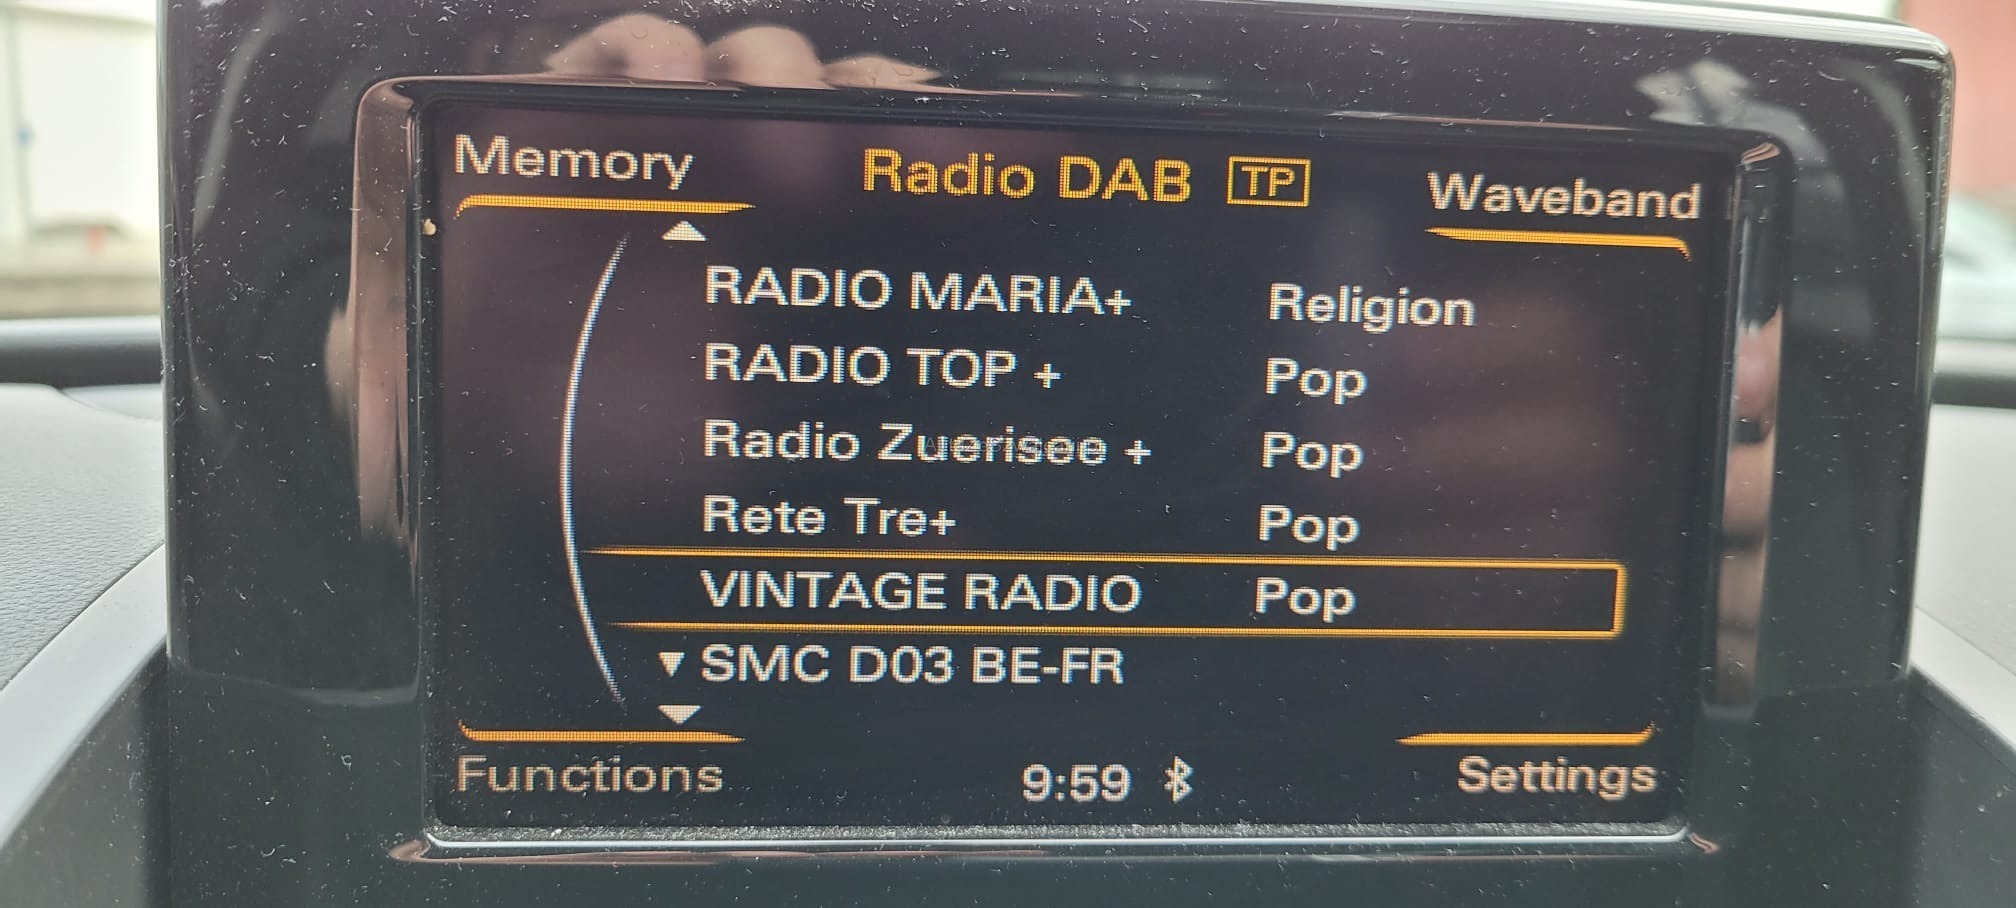 Memory Radio DAB TP Waveband
RADIO MARIA+ Religion
RADIO TOP + Pop
Radio Zuerisee + Pop
Rete Tre+ Pop
VINTAGE RADIO Pop
SMC D03 BE-FR
Functions 9:59 Settings